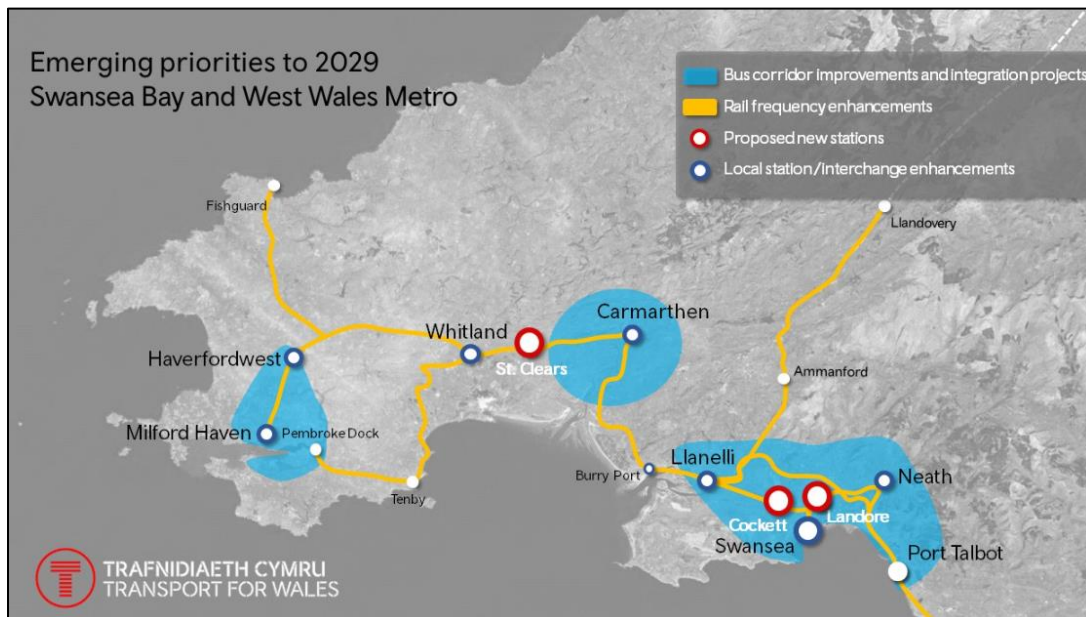 Emerging priorities to 2029
Swansea Bay and West Wales Metro
Bus corridor improvements and integration projects
Rail frequency enhancements
Proposed new stations
Local station/interchange enhancements
Fishguard
Llandovery
Carmarthen
Whitland
St. Clears
Haverfordwest
Ammanford
Milford Haven
Pembroke Dock
Tenby
Burry Port
Llanelli
Neath
Cockett
Landore
Swansea
Port Talbot
TRAFNIDIAETH CYMRU
TRANSPORT FOR WALES